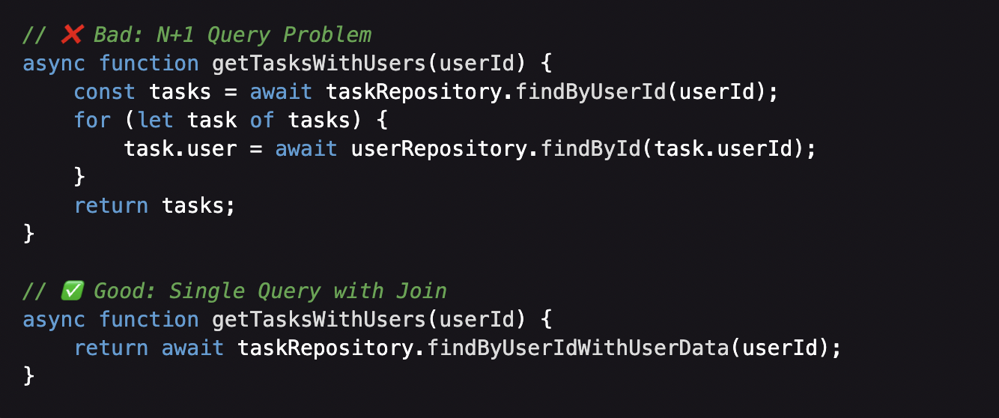 // ❌ Bad: N+1 Query Problem
async function getTasksWithUsers(userId) {
    const tasks = await taskRepository.findByUserId(userId);
    for (let task of tasks) {
        task.user = await userRepository.findById(task.userId);
    }
    return tasks;
}

// ✅ Good: Single Query with Join
async function getTasksWithUsers(userId) {
    return await taskRepository.findByUserIdWithUserData(userId);
}